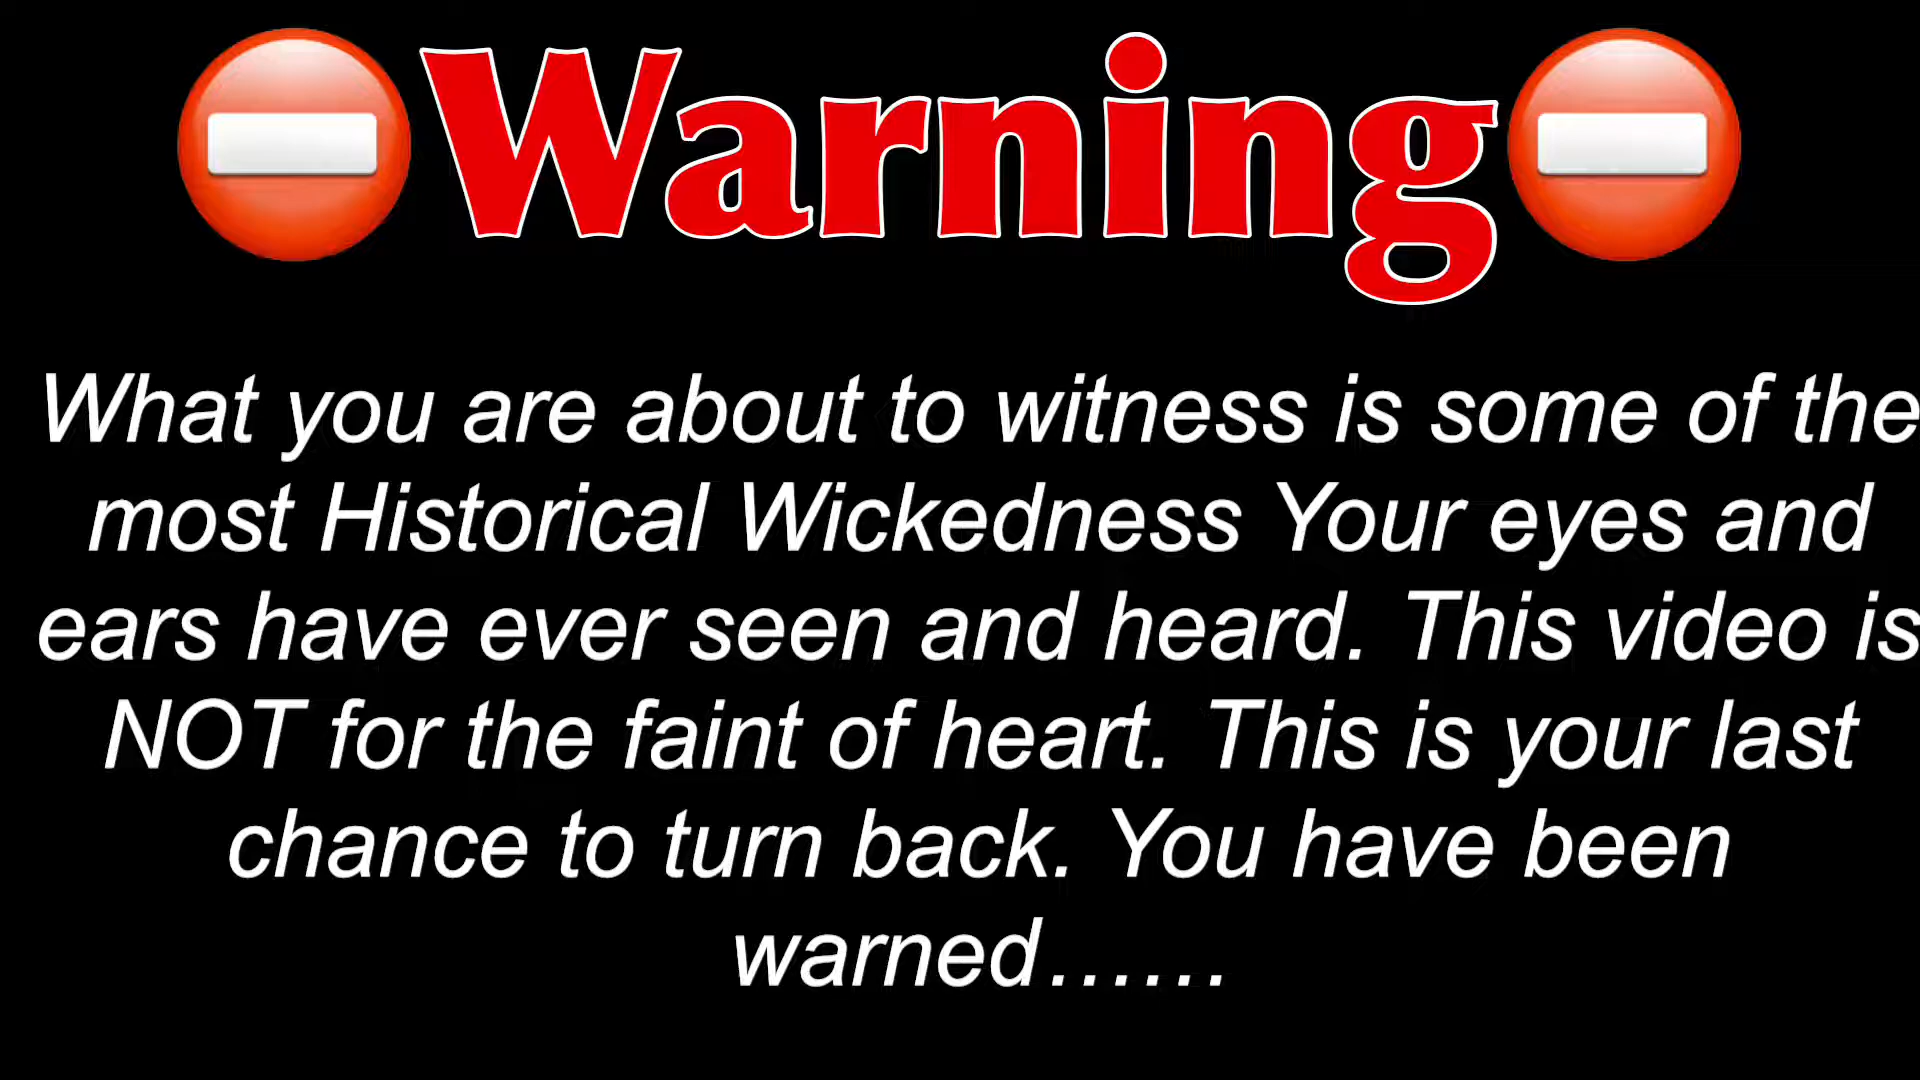 Warning
What you are about to witness is some of the
most Historical Wickedness Your eyes and
ears have ever seen and heard. This video is
NOT for the faint of heart. This is your last
chance to turn back. You have been
warned......